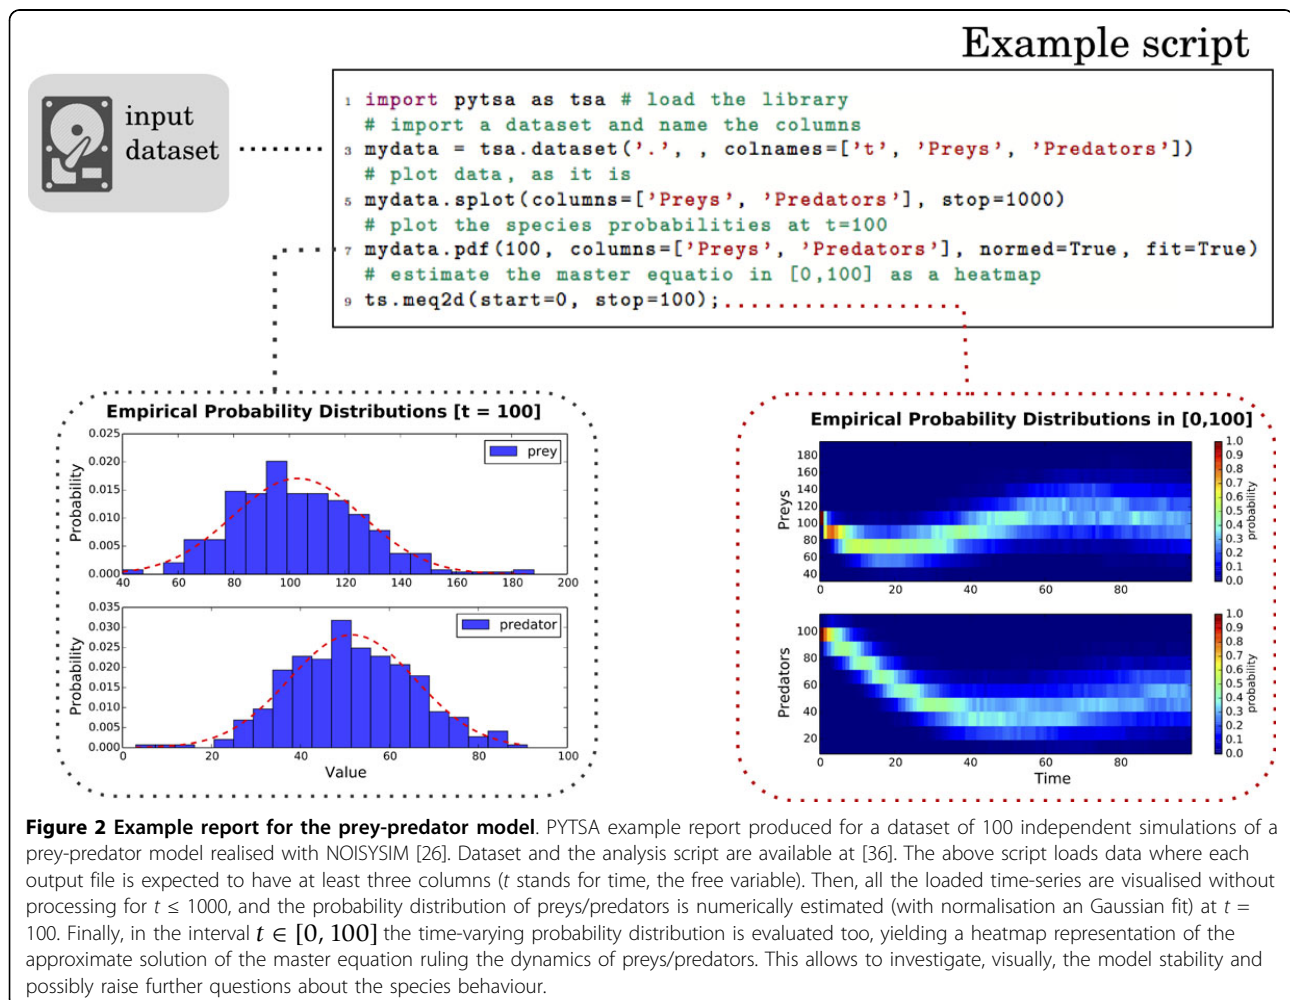 Example script
input
dataset
1 import pytsa as tsa # load the library
# import a dataset and name the columns
3 mydata = tsa.dataset('.', , colnames=['t', 'Preys', 'Predators'])
# plot data, as it is
5 mydata.splot(columns=['Preys', 'Predators'], stop=1000)
# plot the species probabilities at t=100
7 mydata.pdf(100, columns=['Preys', 'Predators'], normed=True, fit=True)
# estimate the master equatio in [0,100] as a heatmap
9 ts.meq2d(start=0, stop=100);
Empirical Probability Distributions [t = 100]
0.025
0.020
0.015
0.010
0.005
0.000
Probability
prey
40 60 80 100 120 140 160 180 200
0.035
0.030
0.025
0.020
0.015
0.010
0.005
0.000
Probability
predator
0 20 40 60 80 100
Value
Empirical Probability Distributions in [0,100]
180
160
140
120
100
80
60
40
Preys
0 20 40 60 80
1.0
0.9
0.8
0.7
0.6
0.5
0.4
0.3
0.2
0.1
0.0
probability
100
80
60
40
20
Predators
0 20 40 60 80
Time
1.0
0.9
0.8
0.7
0.6
0.5
0.4
0.3
0.2
0.1
0.0
probability
Figure 2 Example report for the prey-predator model. PYTSA example report produced for a dataset of 100 independent simulations of a
prey-predator model realised with NOISYSIM [26]. Dataset and the analysis script are available at [36]. The above script loads data where each
output file is expected to have at least three columns (t stands for time, the free variable). Then, all the loaded time-series are visualised without
processing for t ≤ 1000, and the probability distribution of preys/predators is numerically estimated (with normalisation an Gaussian fit) at t =
100. Finally, in the interval t ∈ [0, 100] the time-varying probability distribution is evaluated too, yielding a heatmap representation of the
approximate solution of the master equation ruling the dynamics of preys/predators. This allows to investigate, visually, the model stability and
possibly raise further questions about the species behaviour.